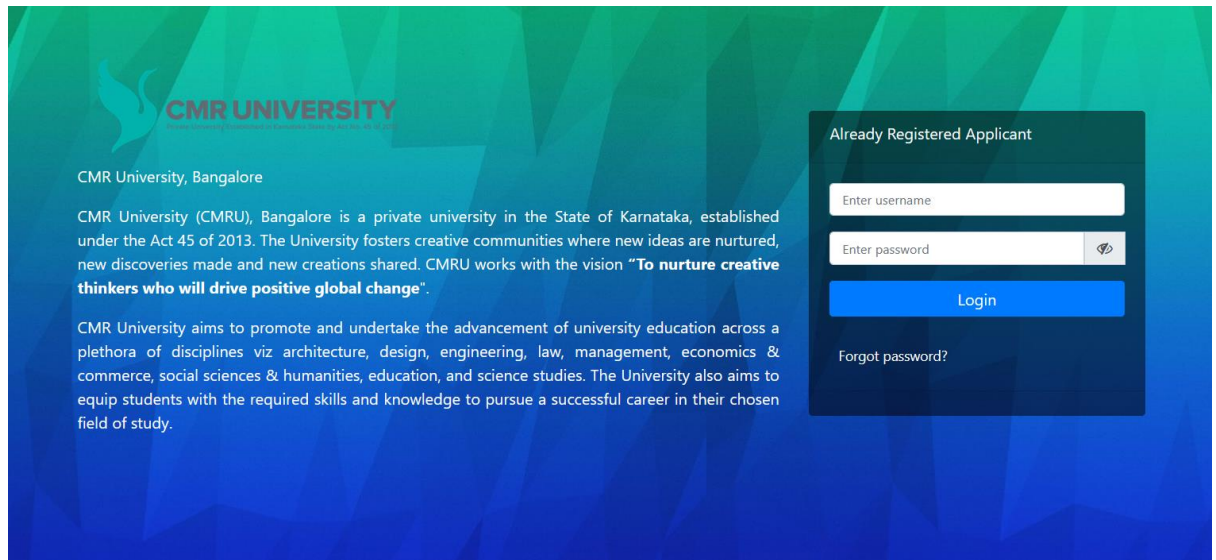 CMR UNIVERSITY
CMR University, Bangalore
CMR University (CMRU), Bangalore is a private university in the State of Karnataka, established
under the Act 45 of 2013. The University fosters creative communities where new ideas are nurtured,
new discoveries made and new creations shared. CMRU works with the vision “To nurture creative
thinkers who will drive positive global change".
CMR University aims to promote and undertake the advancement of university education across a
plethora of disciplines viz architecture, design, engineering, law, management, economics &
commerce, social sciences & humanities, education, and science studies. The University also aims to
equip students with the required skills and knowledge to pursue a successful career in their chosen
field of study.
Already Registered Applicant
Enter username
Enter password
Login
Forgot password?